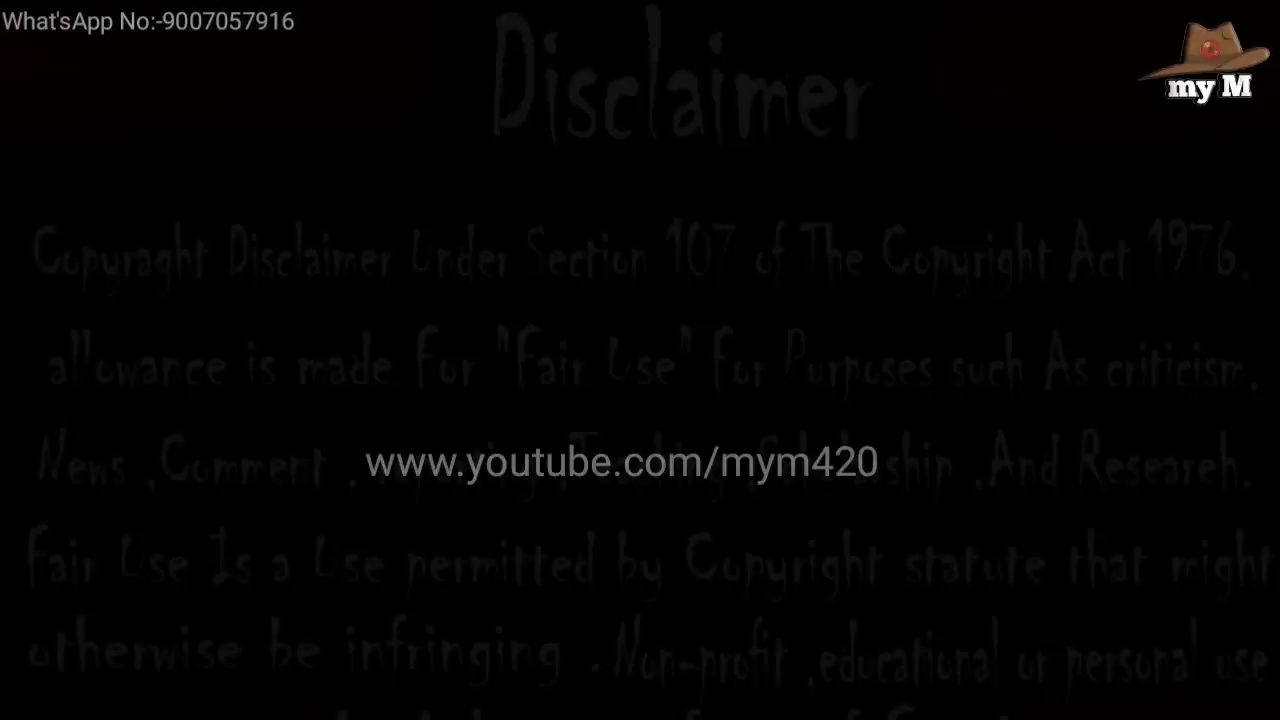 What'sApp No:-9007057916
my M
Disclaimer
Copyraght Disclaimer Under Section 107 of The Copyright Act 1976,
allowance is made For "Fair Use" For Purposes such As criticism,
News ,Comment , ,And Researeh.
www.youtube.com/mym420
Fair Use Is a Use permitted by Copyright statute that might
otherwise be infringing . Non-profit ,educational or personal use